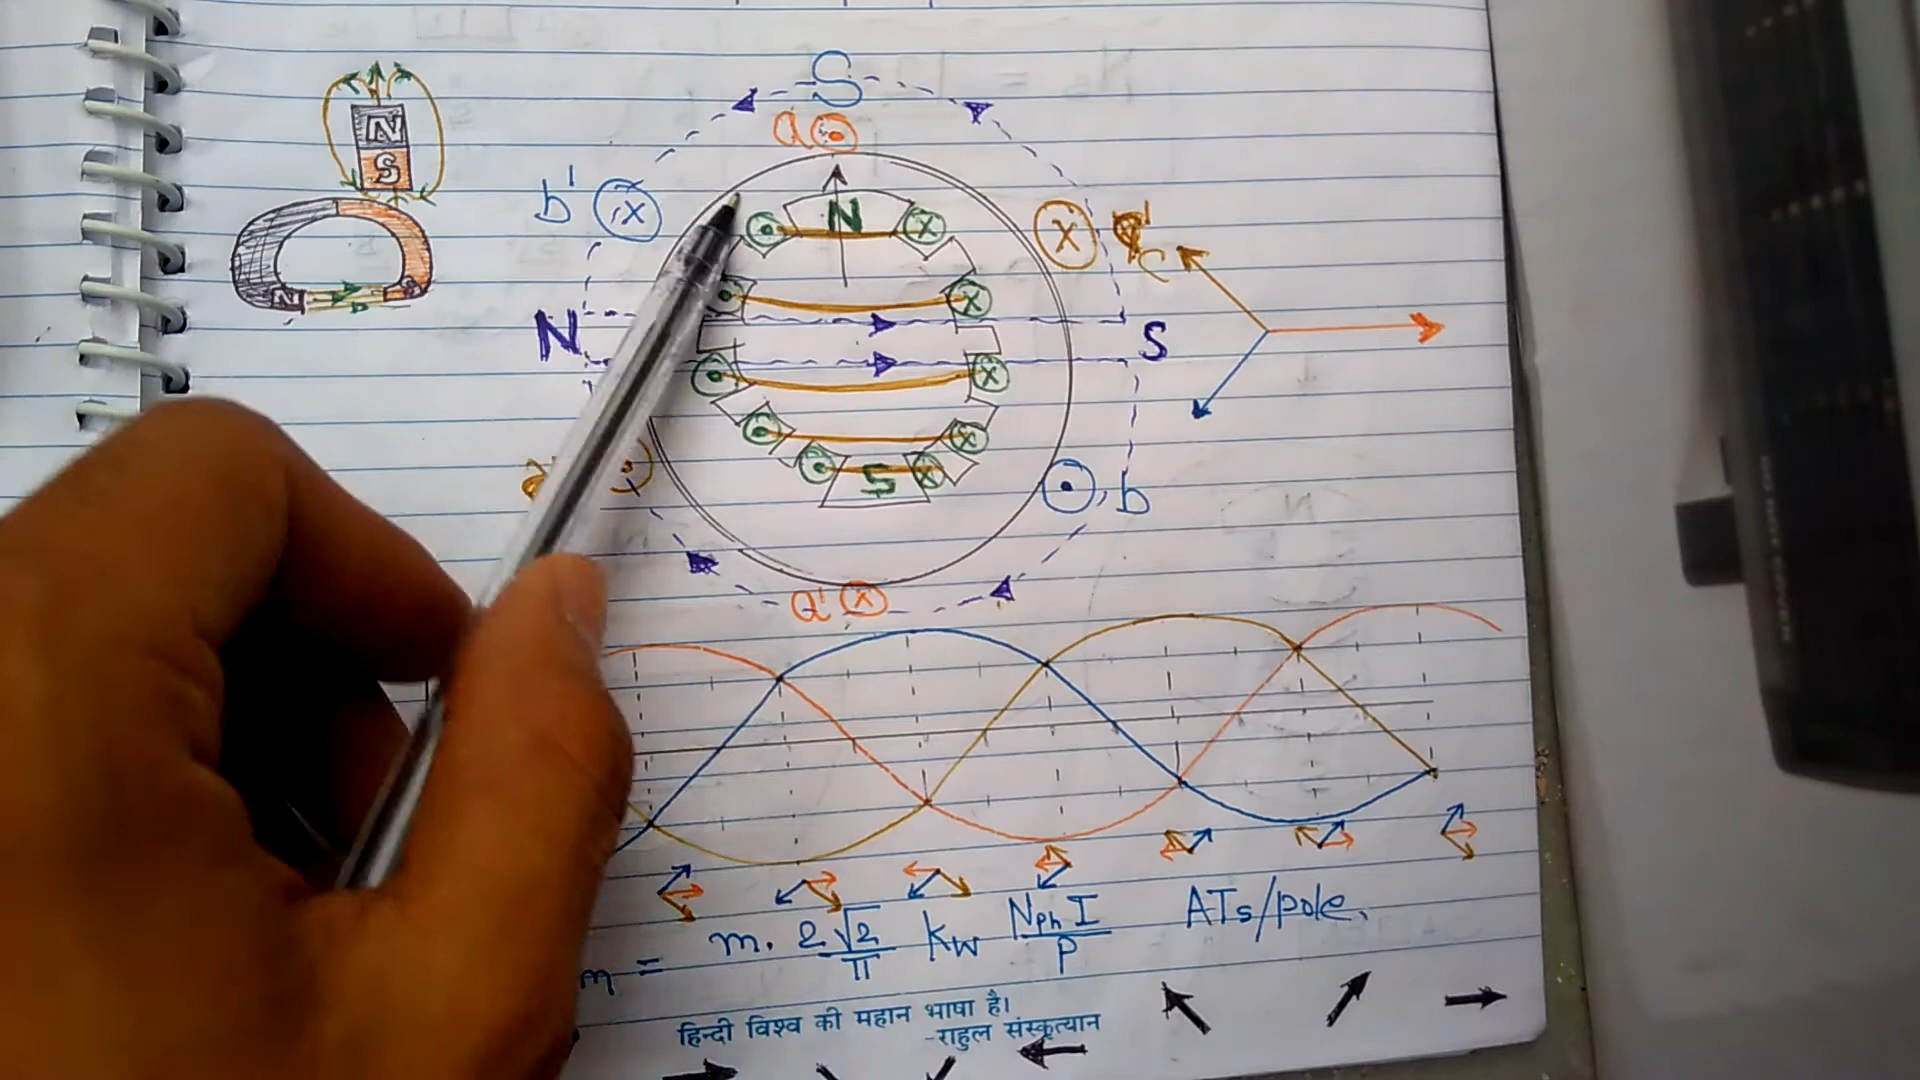 S
a
N
S
b'
c'
N
N
S
N
S
S
b
a'
= m. 2√2/π Kw Nph I/P ATs/pole.
हिन्दी विश्व की महान भाषा है।
-राहुल संस्कृत्यान